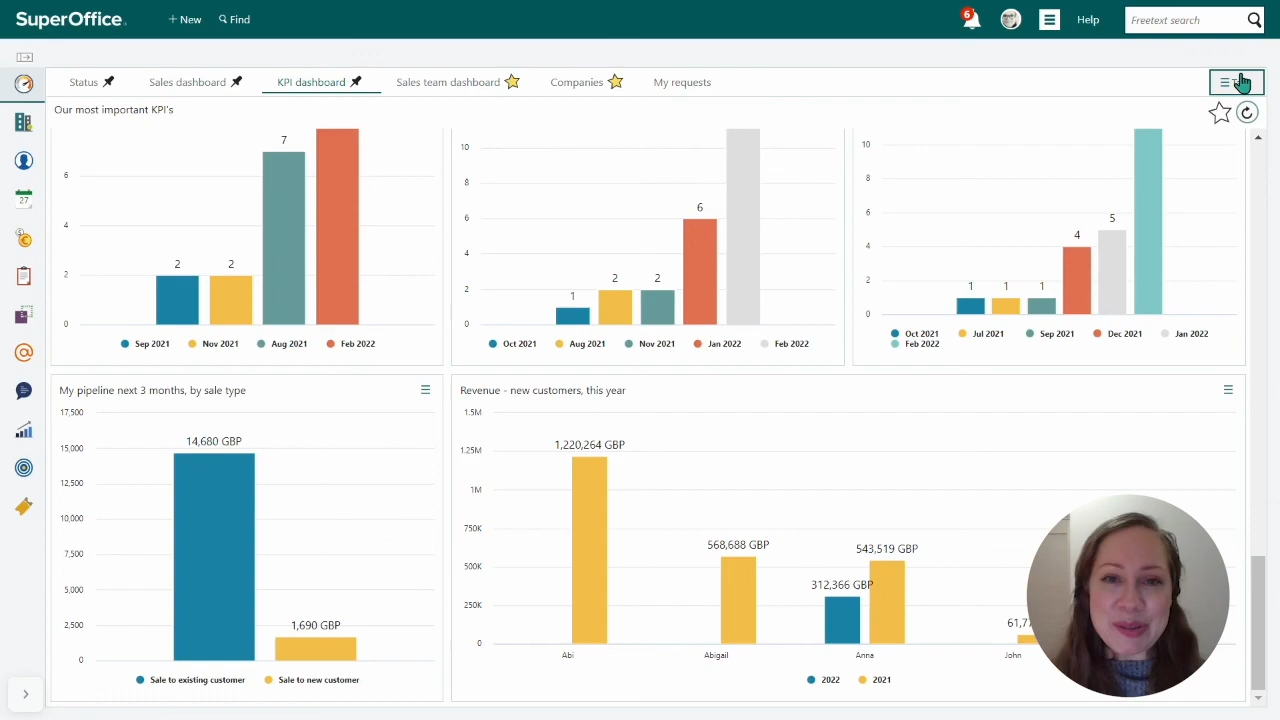 SuperOffice.
+ New
Find
6
Help
Freetext search
Status
Sales dashboard
KPI dashboard
Sales team dashboard
Companies
My requests
Our most important KPI's
6
4
2
0
2
2
7
Sep 2021
Nov 2021
Aug 2021
Feb 2022
10
8
6
4
2
0
1
2
2
6
Oct 2021
Aug 2021
Nov 2021
Jan 2022
Feb 2022
10
8
6
4
2
0
1
1
1
4
5
Oct 2021
Jul 2021
Sep 2021
Dec 2021
Jan 2022
Feb 2022
27
My pipeline next 3 months, by sale type
17,500
15,000
12,500
10,000
7,500
5,000
2,500
0
14,680 GBP
1,690 GBP
Sale to existing customer
Sale to new customer
Revenue - new customers, this year
1.5M
1.25M
1M
750K
500K
250K
0
1,220,264 GBP
568,688 GBP
312,366 GBP
543,519 GBP
Abi
Abigail
Anna
John
2022
2021